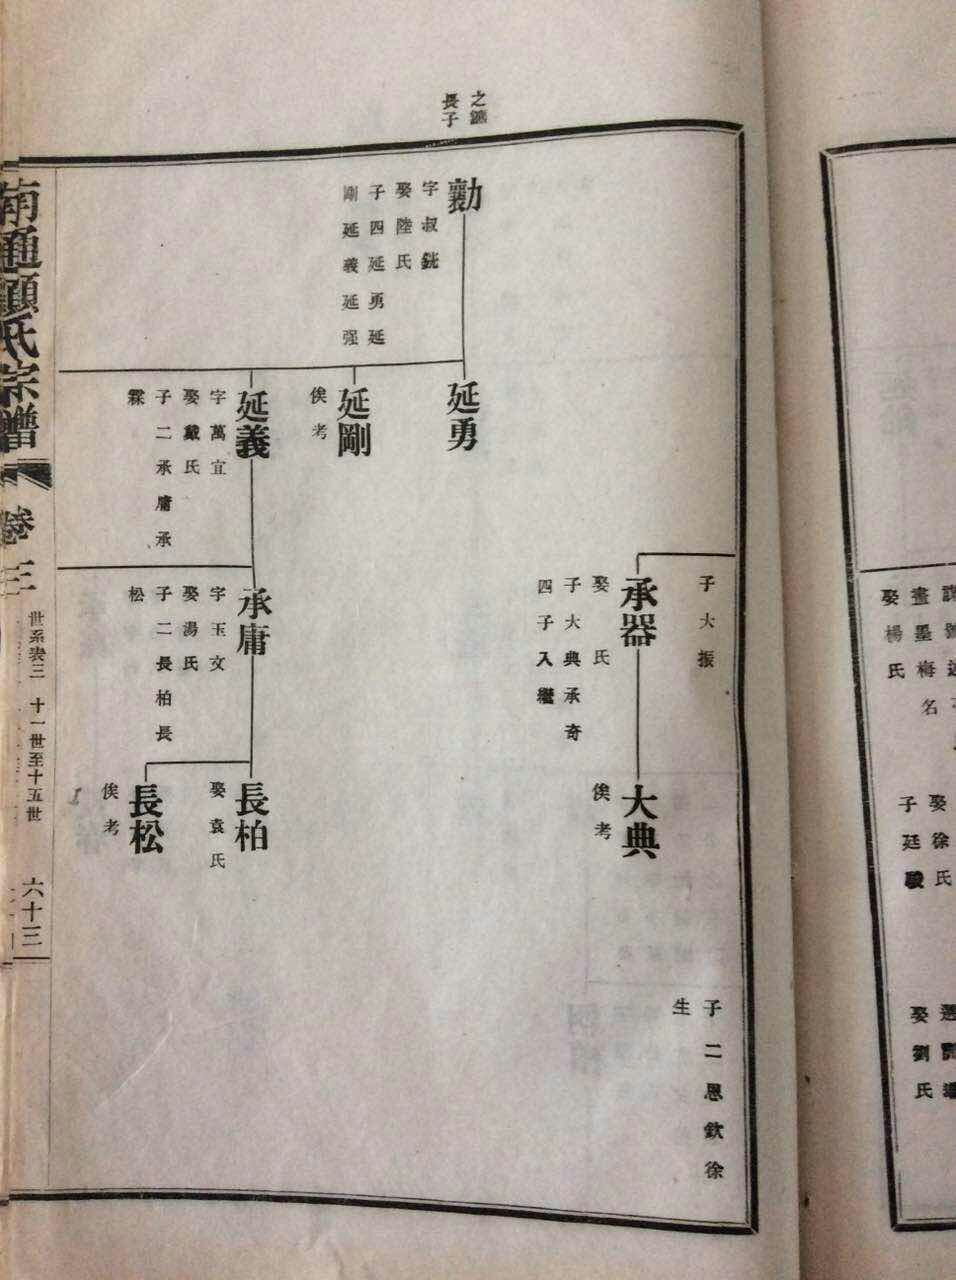 之鑣
長子
子大振
子二恩欽徐
生
承器
娶 氏
子大典承奇
四子入繼
大典
俟考
勷
字叔銚
娶陸氏
子四延勇延
剛延義延强
延勇
延剛
俟考
延義
字萬宜
娶戴氏
子二承庸承
霖
承庸
字玉文
娶湯氏
子二長柏長
松
長柏
娶袁氏
長松
俟考
南通顧氏宗譜
卷三
世系表三 十一世至十五世
六十三
娶楊氏
畫墨梅名
娶徐氏
子廷駿
娶劉氏